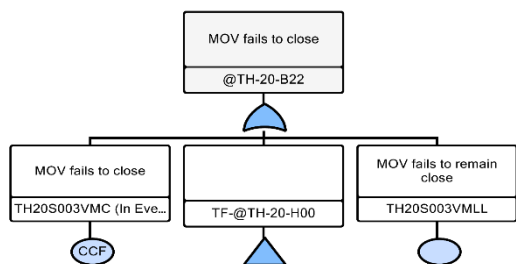 MOV fails to close
@TH-20-B22
MOV fails to close
TH20S003VMC (In Eve...
TF-@TH-20-H00
MOV fails to remain
close
TH20S003VMLL
CCF